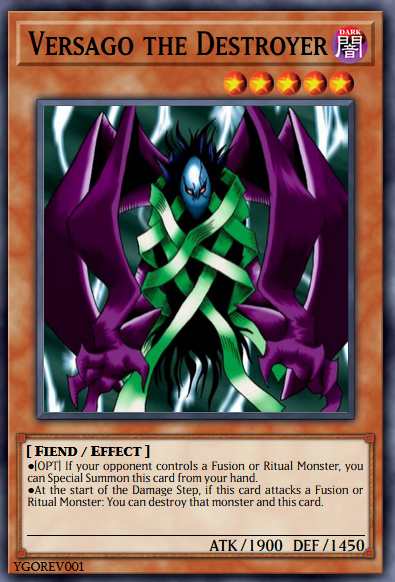 Versago the Destroyer
DARK
闇
[ Fiend / Effect ]
●[OPT] If your opponent controls a Fusion or Ritual Monster, you
can Special Summon this card from your hand.
●At the start of the Damage Step, if this card attacks a Fusion or
Ritual Monster: You can destroy that monster and this card.
ATK/1900 DEF/1450
YGOREV001